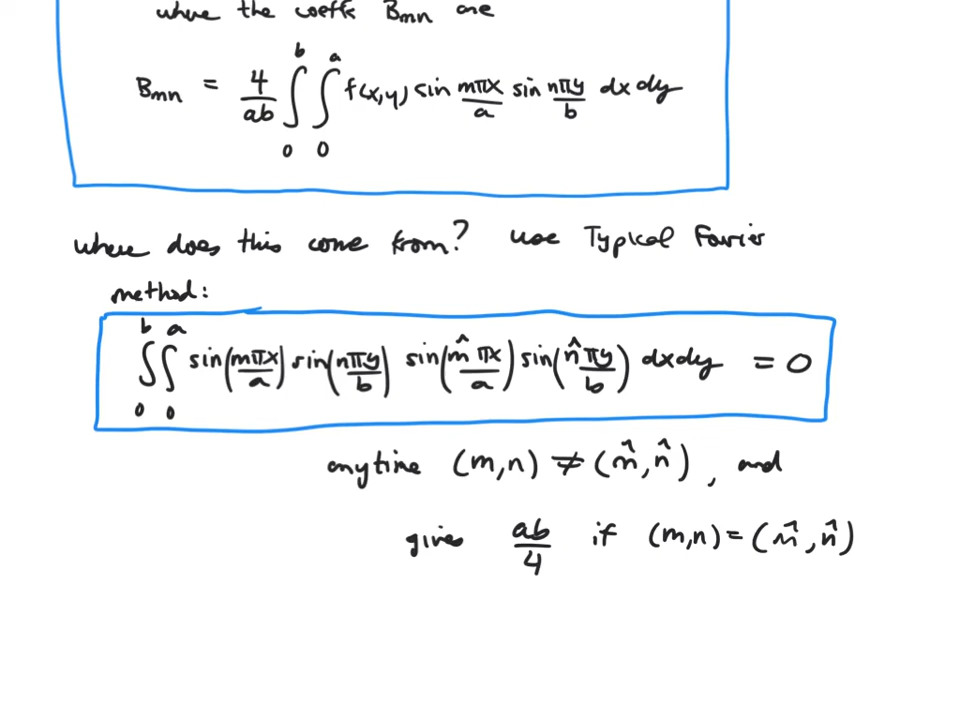 where the coeffs Bmn are
Bmn = 4/ab ∫₀ᵇ ∫₀ᵃ f(x,y) sin mπx/a sin nπy/b dx dy
where does this come from? use Typical Fourier
method:
∫₀ᵇ ∫₀ᵃ sin(mπx/a) sin(nπy/b) sin(m̂πx/a) sin(n̂πy/b) dx dy = 0
anytime (m,n) ≠ (m̂,n̂), and
gives ab/4 if (m,n) = (m̂,n̂)